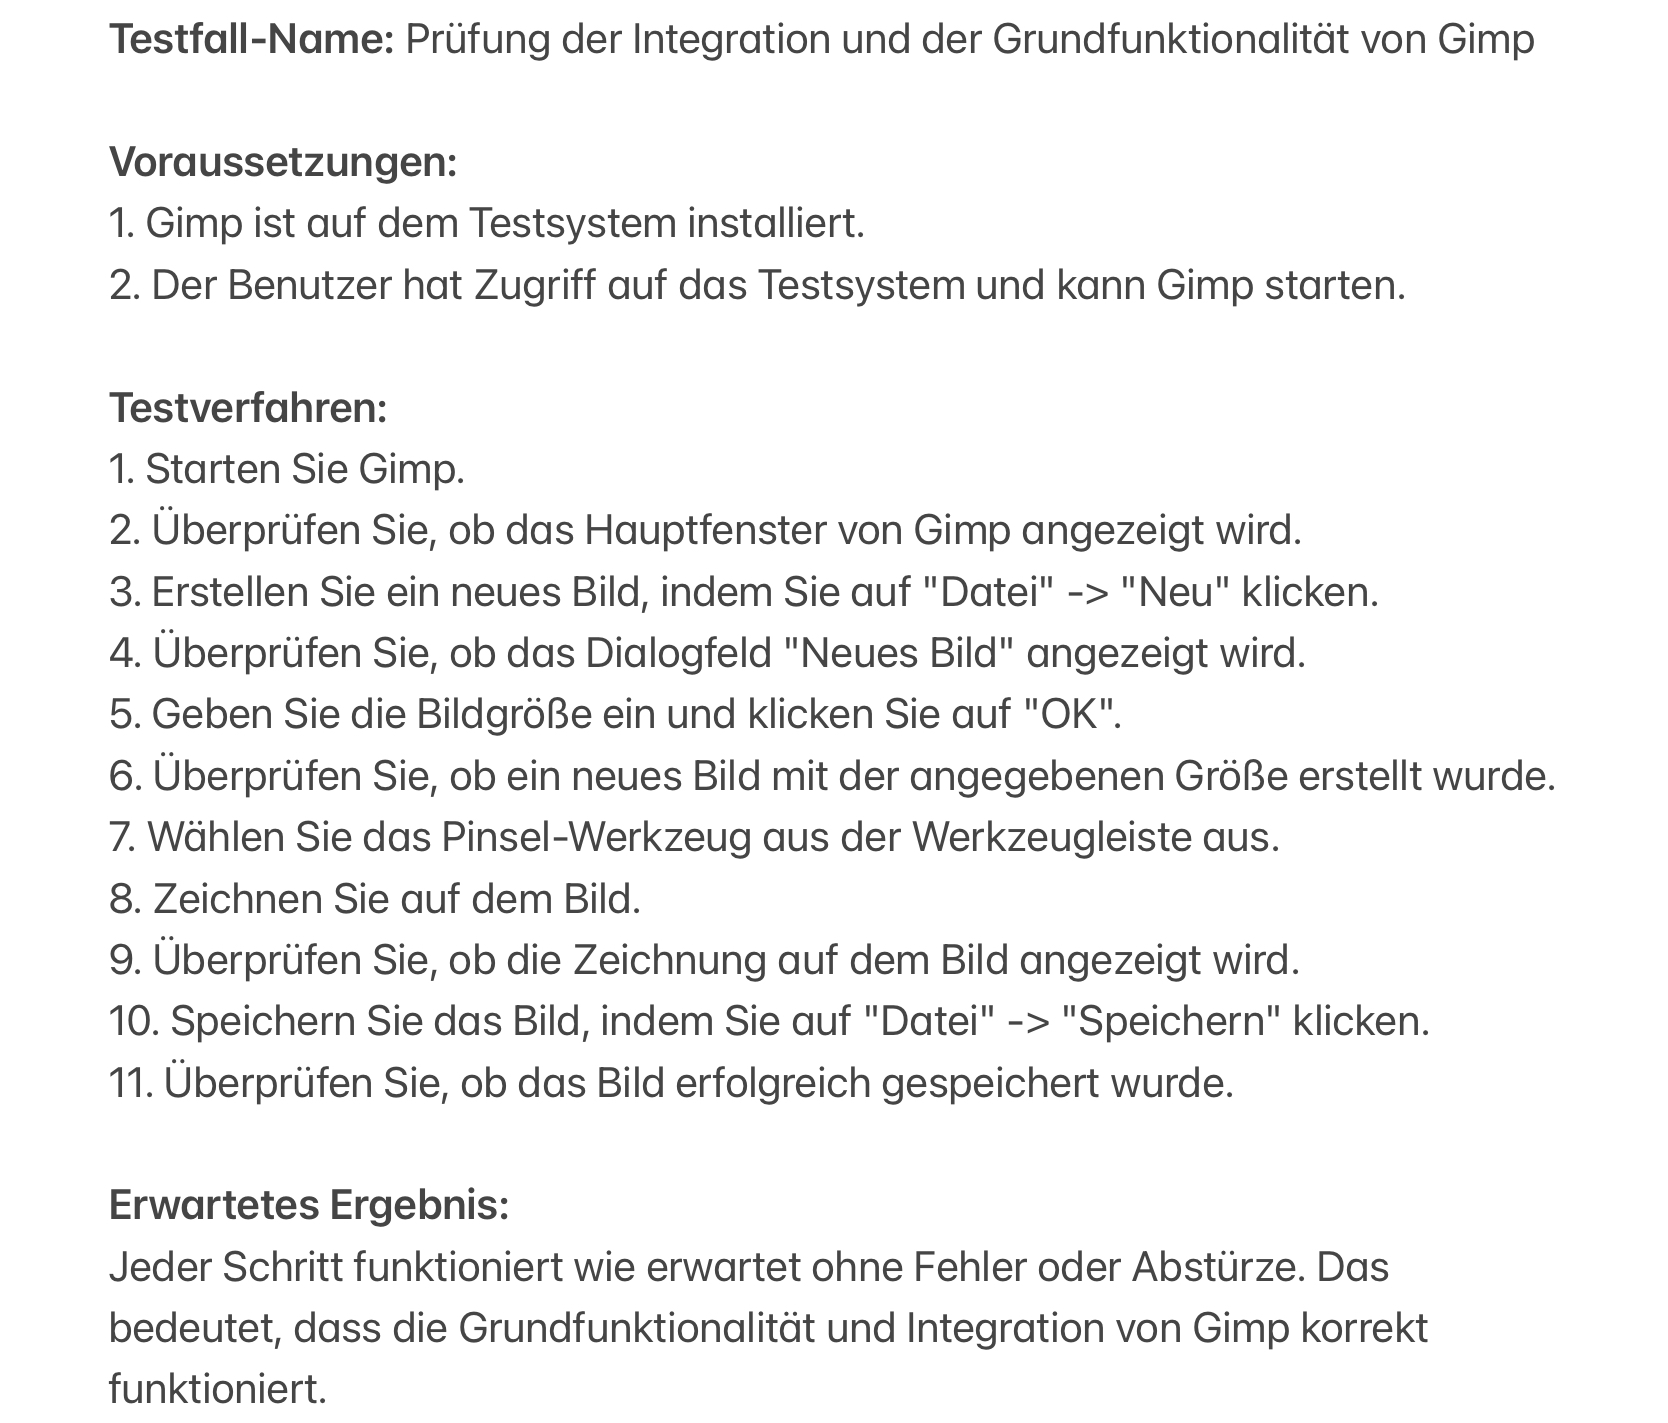 Testfall-Name: Prüfung der Integration und der Grundfunktionalität von Gimp
Voraussetzungen:
1. Gimp ist auf dem Testsystem installiert.
2. Der Benutzer hat Zugriff auf das Testsystem und kann Gimp starten.
Testverfahren:
1. Starten Sie Gimp.
2. Überprüfen Sie, ob das Hauptfenster von Gimp angezeigt wird.
3. Erstellen Sie ein neues Bild, indem Sie auf "Datei" -> "Neu" klicken.
4. Überprüfen Sie, ob das Dialogfeld "Neues Bild" angezeigt wird.
5. Geben Sie die Bildgröße ein und klicken Sie auf "OK".
6. Überprüfen Sie, ob ein neues Bild mit der angegebenen Größe erstellt wurde.
7. Wählen Sie das Pinsel-Werkzeug aus der Werkzeugleiste aus.
8. Zeichnen Sie auf dem Bild.
9. Überprüfen Sie, ob die Zeichnung auf dem Bild angezeigt wird.
10. Speichern Sie das Bild, indem Sie auf "Datei" -> "Speichern" klicken.
11. Überprüfen Sie, ob das Bild erfolgreich gespeichert wurde.
Erwartetes Ergebnis:
Jeder Schritt funktioniert wie erwartet ohne Fehler oder Abstürze. Das
bedeutet, dass die Grundfunktionalität und Integration von Gimp korrekt
funktioniert.